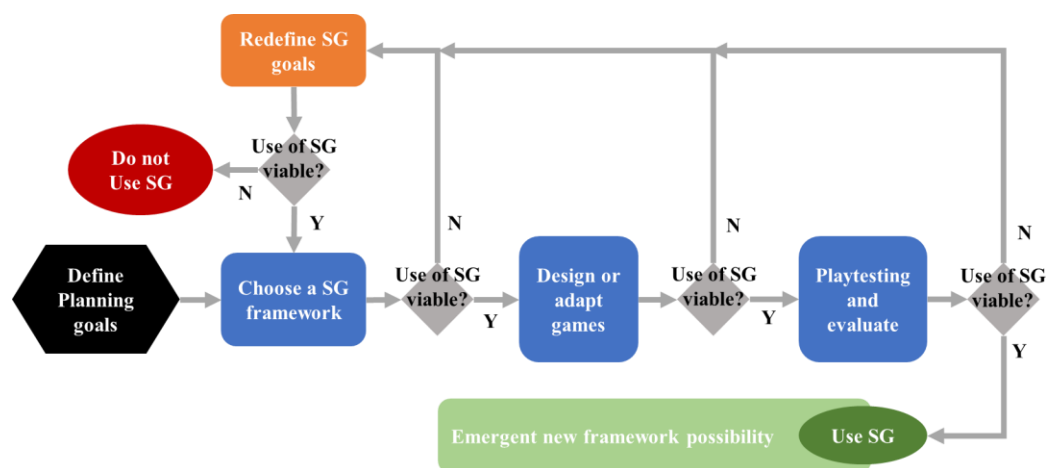 Redefine SG
goals
Use of SG
viable?
Do not
Use SG
N
Y
N
N
N
Define
Planning
goals
Choose a SG
framework
Use of SG
viable?
Y
Design or
adapt
games
Use of SG
viable?
Y
Playtesting
and
evaluate
Use of SG
viable?
Y
Emergent new framework possibility
Use SG